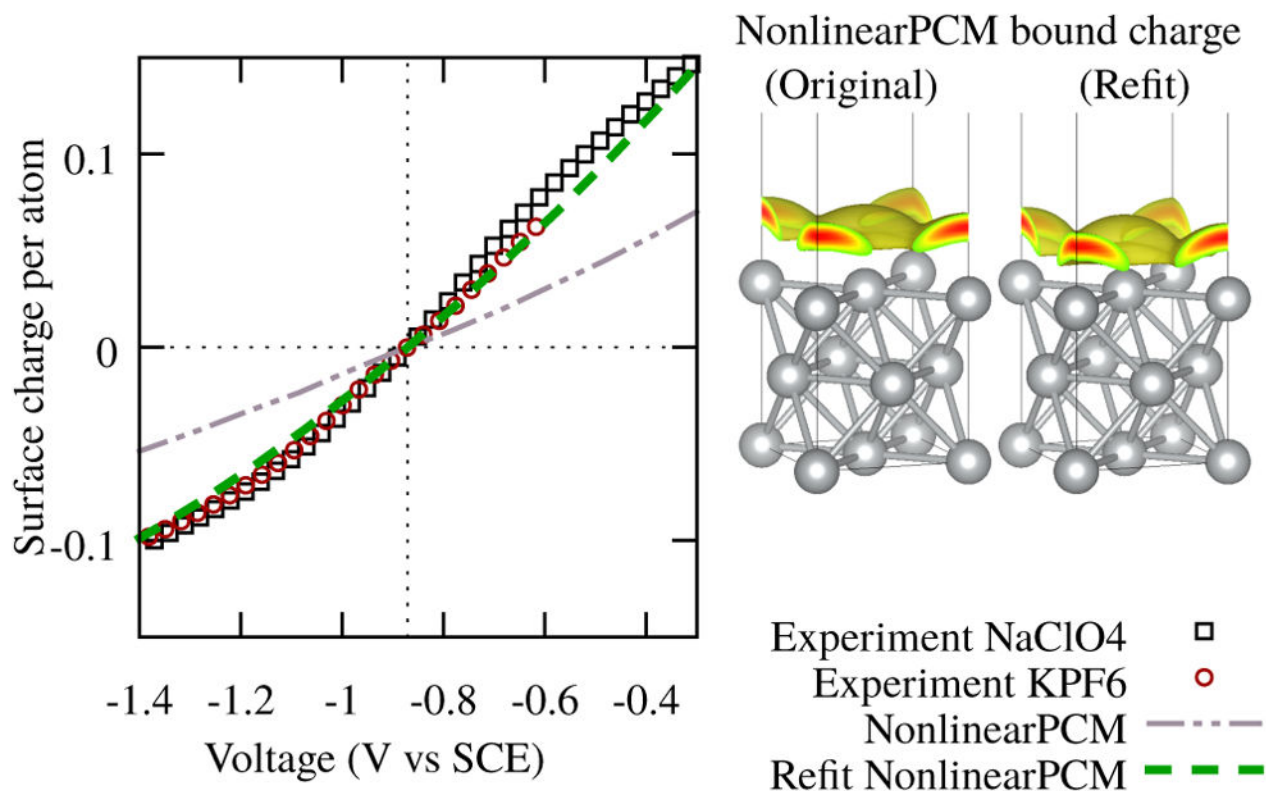 NonlinearPCM bound charge
(Original) (Refit)
Surface charge per atom
0.1
0
-0.1
-1.4 -1.2 -1 -0.8 -0.6 -0.4
Voltage (V vs SCE)
Experiment NaClO4
Experiment KPF6
NonlinearPCM
Refit NonlinearPCM